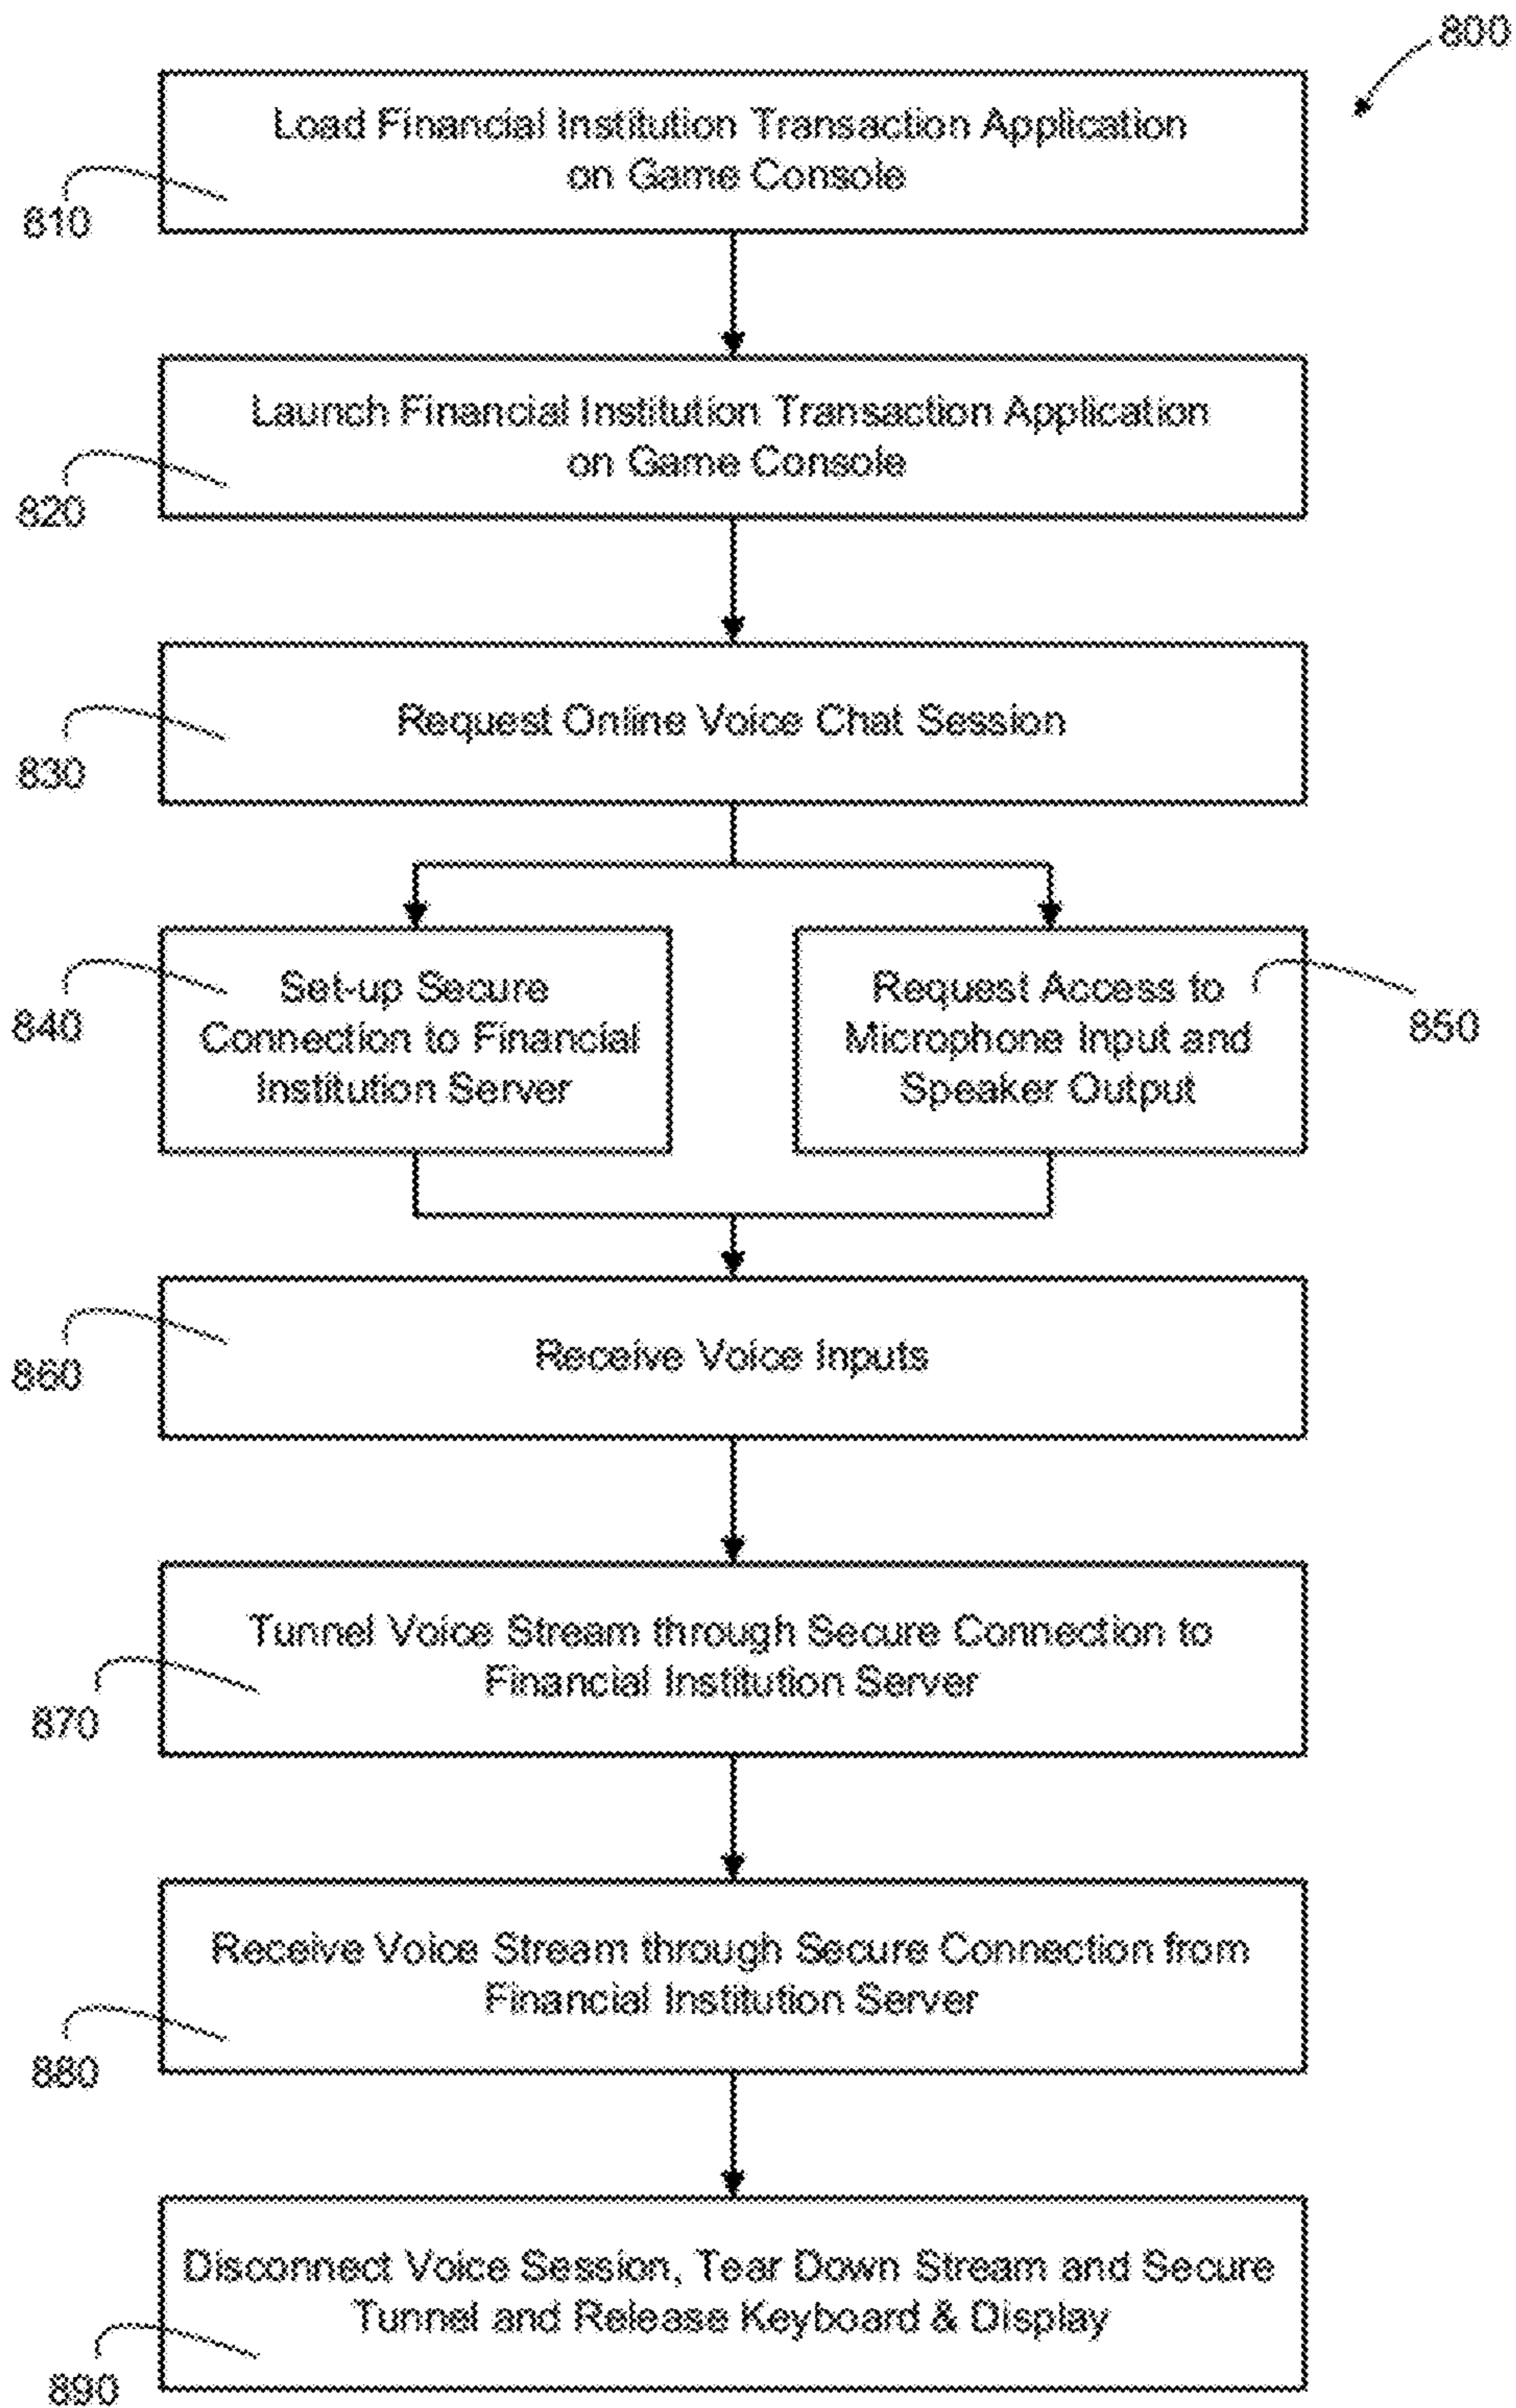 800
Load Financial Institution Transaction Application
on Game Console
810
Launch Financial Institution Transaction Application
on Game Console
820
Request Online Voice Chat Session
830
Set-up Secure
Connection to Financial
Institution Server
840
Request Access to
Microphone Input and
Speaker Output
850
Receive Voice Inputs
860
Tunnel Voice Stream through Secure Connection to
Financial Institution Server
870
Receive Voice Stream through Secure Connection from
Financial Institution Server
880
Disconnect Voice Session, Tear Down Stream and Secure
Tunnel and Release Keyboard & Display
890